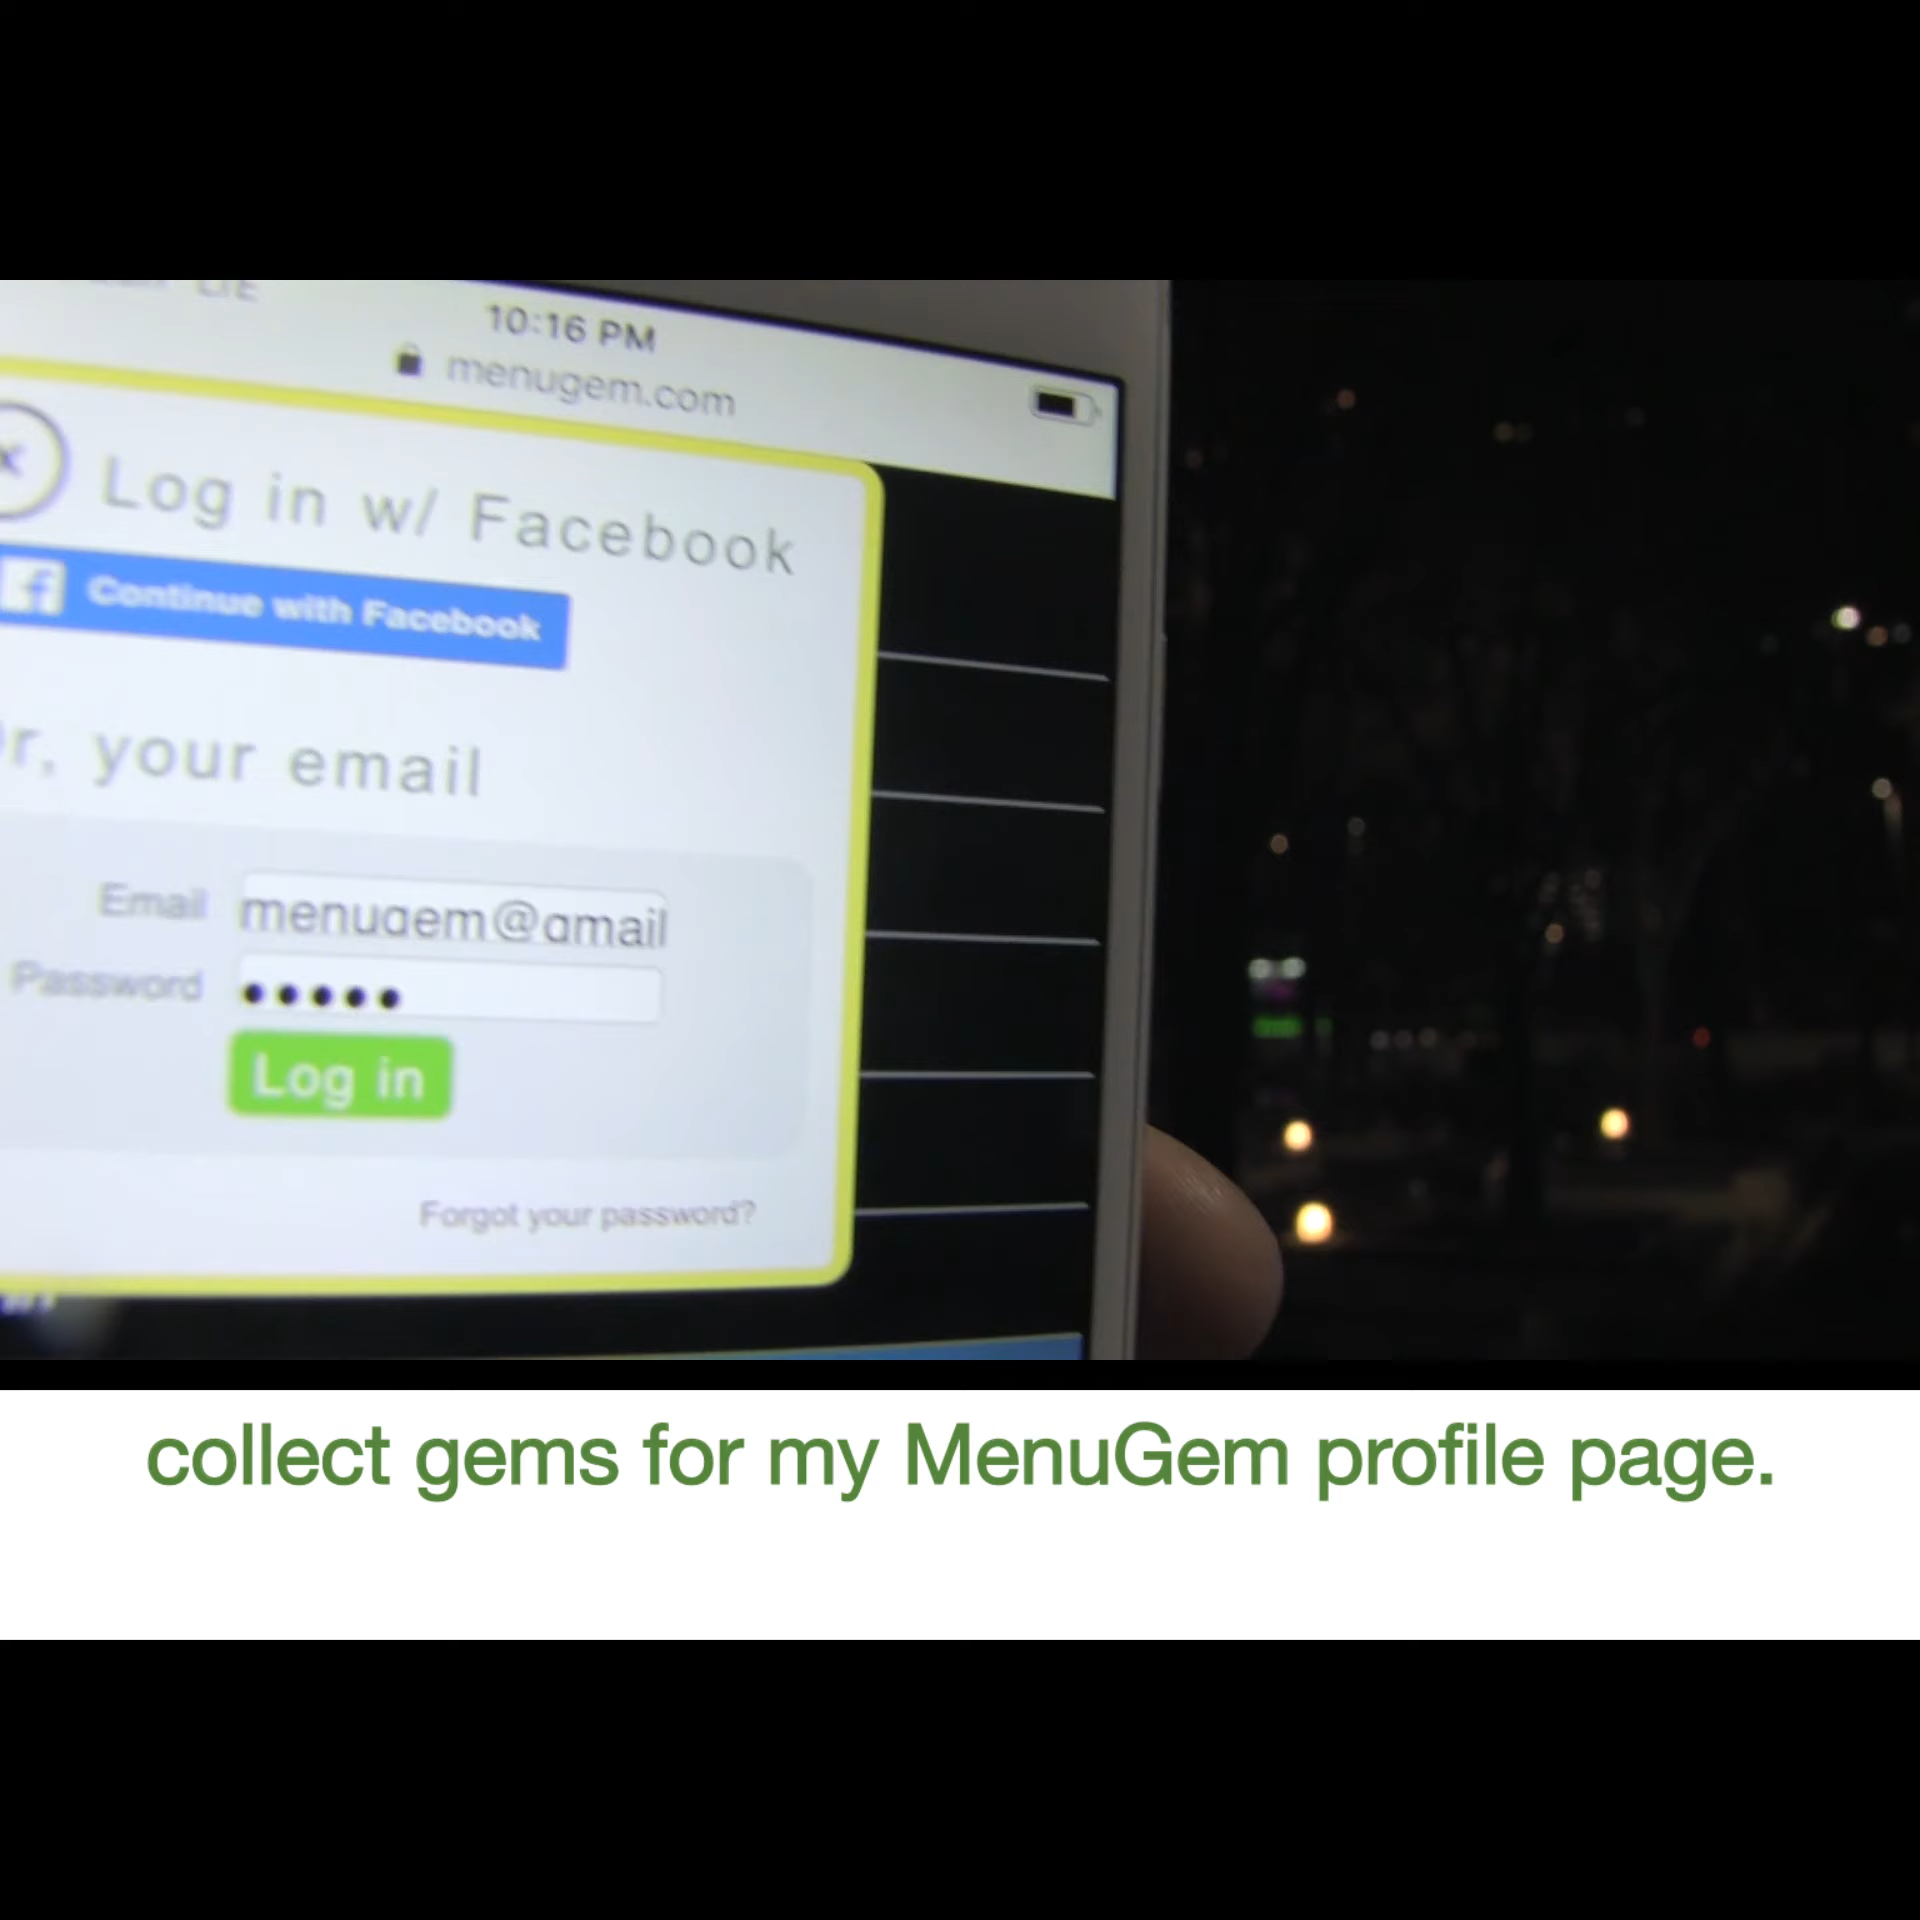 LTE
10:16 PM
menugem.com
Log in w/ Facebook
f Continue with Facebook
r, your email
Email menugem@gmail
Password
Log in
Forgot your password?
collect gems for my MenuGem profile page.